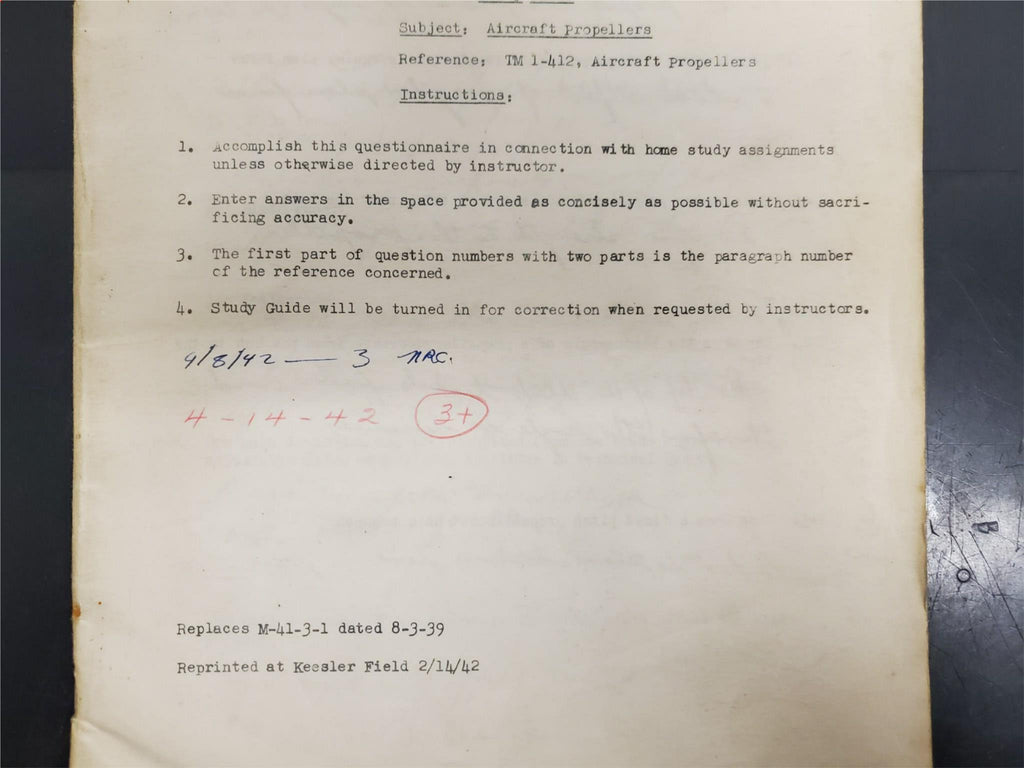 Subject: Aircraft Propellers
Reference: TM 1-412, Aircraft Propellers
Instructions:
1. Accomplish this questionnaire in connection with home study assignments
unless otherwise directed by instructor.
2. Enter answers in the space provided as concisely as possible without sacri-
ficing accuracy.
3. The first part of question numbers with two parts is the paragraph number
of the reference concerned.
4. Study Guide will be turned in for correction when requested by instructors.
4/8/42 — 3
4-14-42 3+
Replaces M-41-3-1 dated 8-3-39
Reprinted at Keesler Field 2/14/42
B